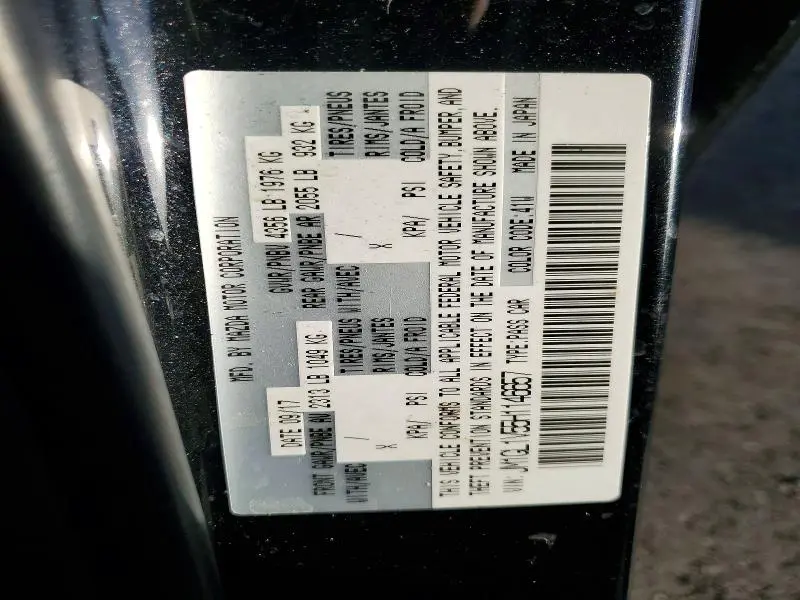 MFD. BY MAZDA MOTOR CORPORATION
DATE 09/17 GVWR/PNBV 4356 LB 1976 KG
FRONT GAWR/PNBE AV 2313 LB 1049 KG REAR GAWR/PNBE AR 2055 LB 932 KG
WITH/AVEC / TIRES/PNEUS WITH/AVEC / TIRES/PNEUS
X RIMS/JANTES X RIMS/JANTES
KPA/ PSI COLD/A FROID KPA/ PSI COLD/A FROID
THIS VEHICLE CONFORMS TO ALL APPLICABLE FEDERAL MOTOR VEHICLE SAFETY, BUMPER, AND
THEFT PREVENTION STANDARDS IN EFFECT ON THE DATE OF MANUFACTURE SHOWN ABOVE.
VIN: JM1GL1V55H1146657 TYPE:PASS CAR COLOR CODE:41W MADE IN JAPAN